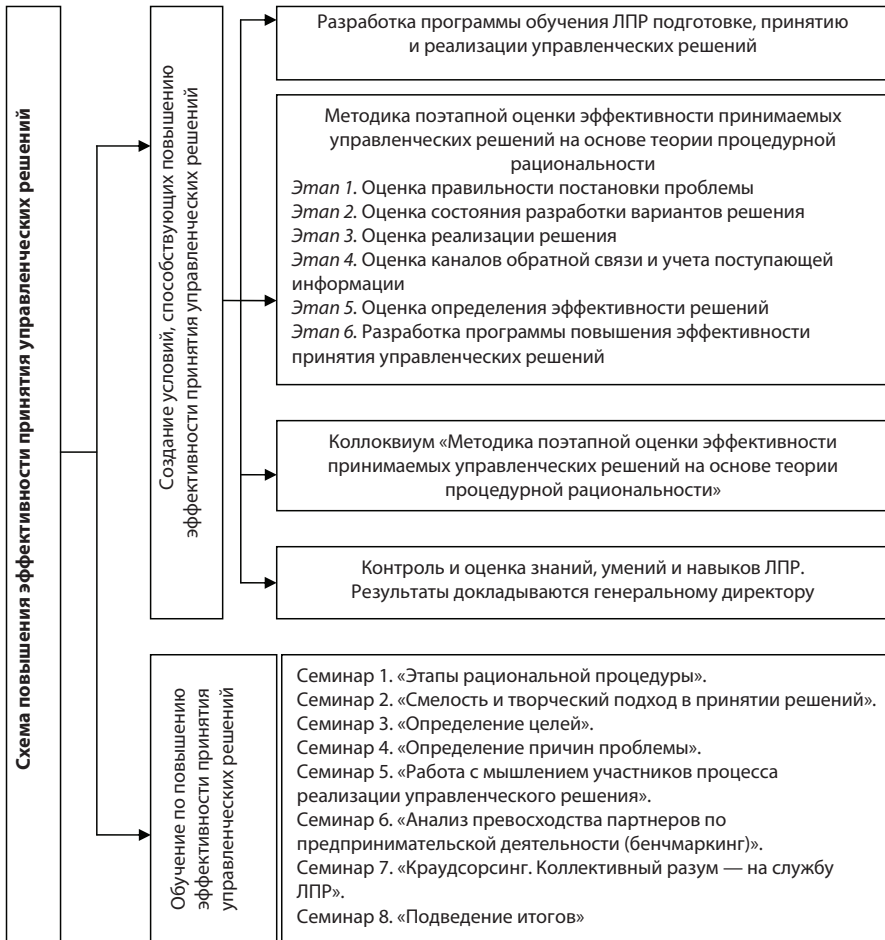 Схема повышения эффективности принятия управленческих решений
Создание условий, способствующих повышению
эффективности принятия управленческих решений
Разработка программы обучения ЛПР подготовке, принятию
и реализации управленческих решений
Методика поэтапной оценки эффективности принимаемых
управленческих решений на основе теории процедурной
рациональности
Этап 1. Оценка правильности постановки проблемы
Этап 2. Оценка состояния разработки вариантов решения
Этап 3. Оценка реализации решения
Этап 4. Оценка каналов обратной связи и учета поступающей
информации
Этап 5. Оценка определения эффективности решений
Этап 6. Разработка программы повышения эффективности
принятия управленческих решений
Коллоквиум «Методика поэтапной оценки эффективности
принимаемых управленческих решений на основе теории
процедурной рациональности»
Контроль и оценка знаний, умений и навыков ЛПР.
Результаты докладываются генеральному директору
Обучение по повышению
эффективности принятия
управленческих решений
Семинар 1. «Этапы рациональной процедуры».
Семинар 2. «Смелость и творческий подход в принятии решений».
Семинар 3. «Определение целей».
Семинар 4. «Определение причин проблемы».
Семинар 5. «Работа с мышлением участников процесса
реализации управленческого решения».
Семинар 6. «Анализ превосходства партнеров по
предпринимательской деятельности (бенчмаркинг)».
Семинар 7. «Краудсорсинг. Коллективный разум — на службу
ЛПР».
Семинар 8. «Подведение итогов»